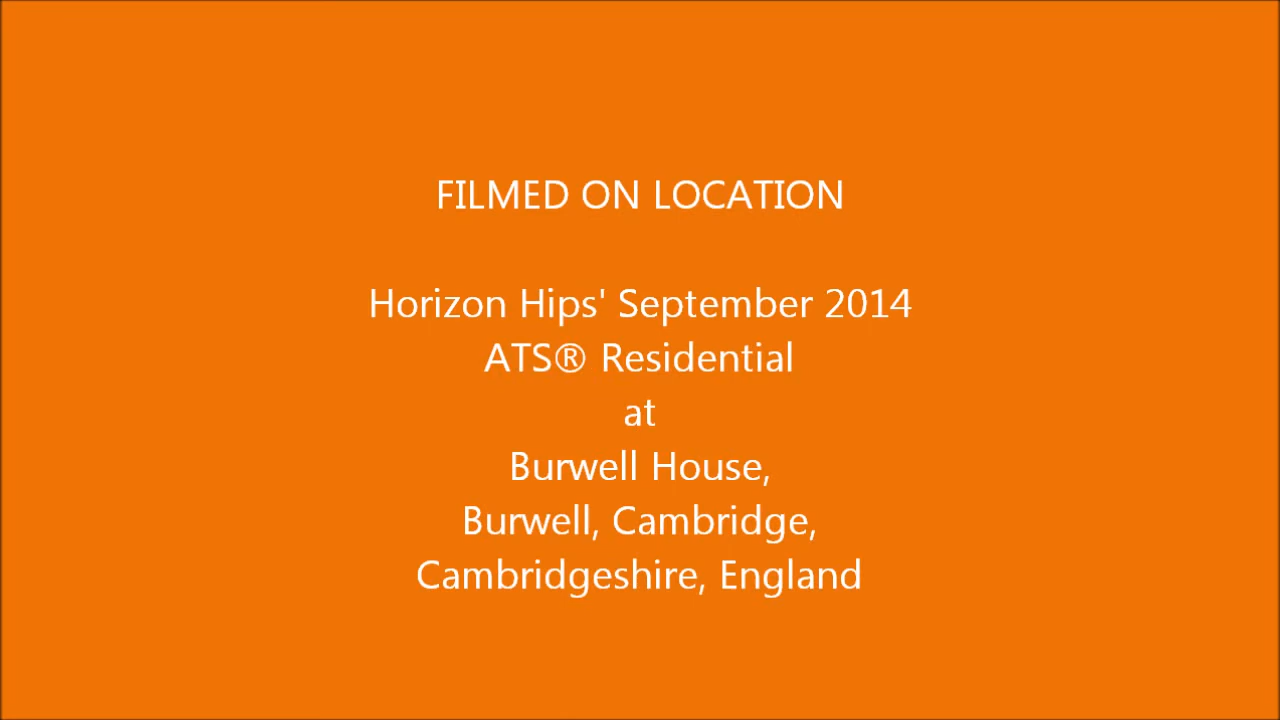 FILMED ON LOCATION
Horizon Hips' September 2014
ATS® Residential
at
Burwell House,
Burwell, Cambridge,
Cambridgeshire, England